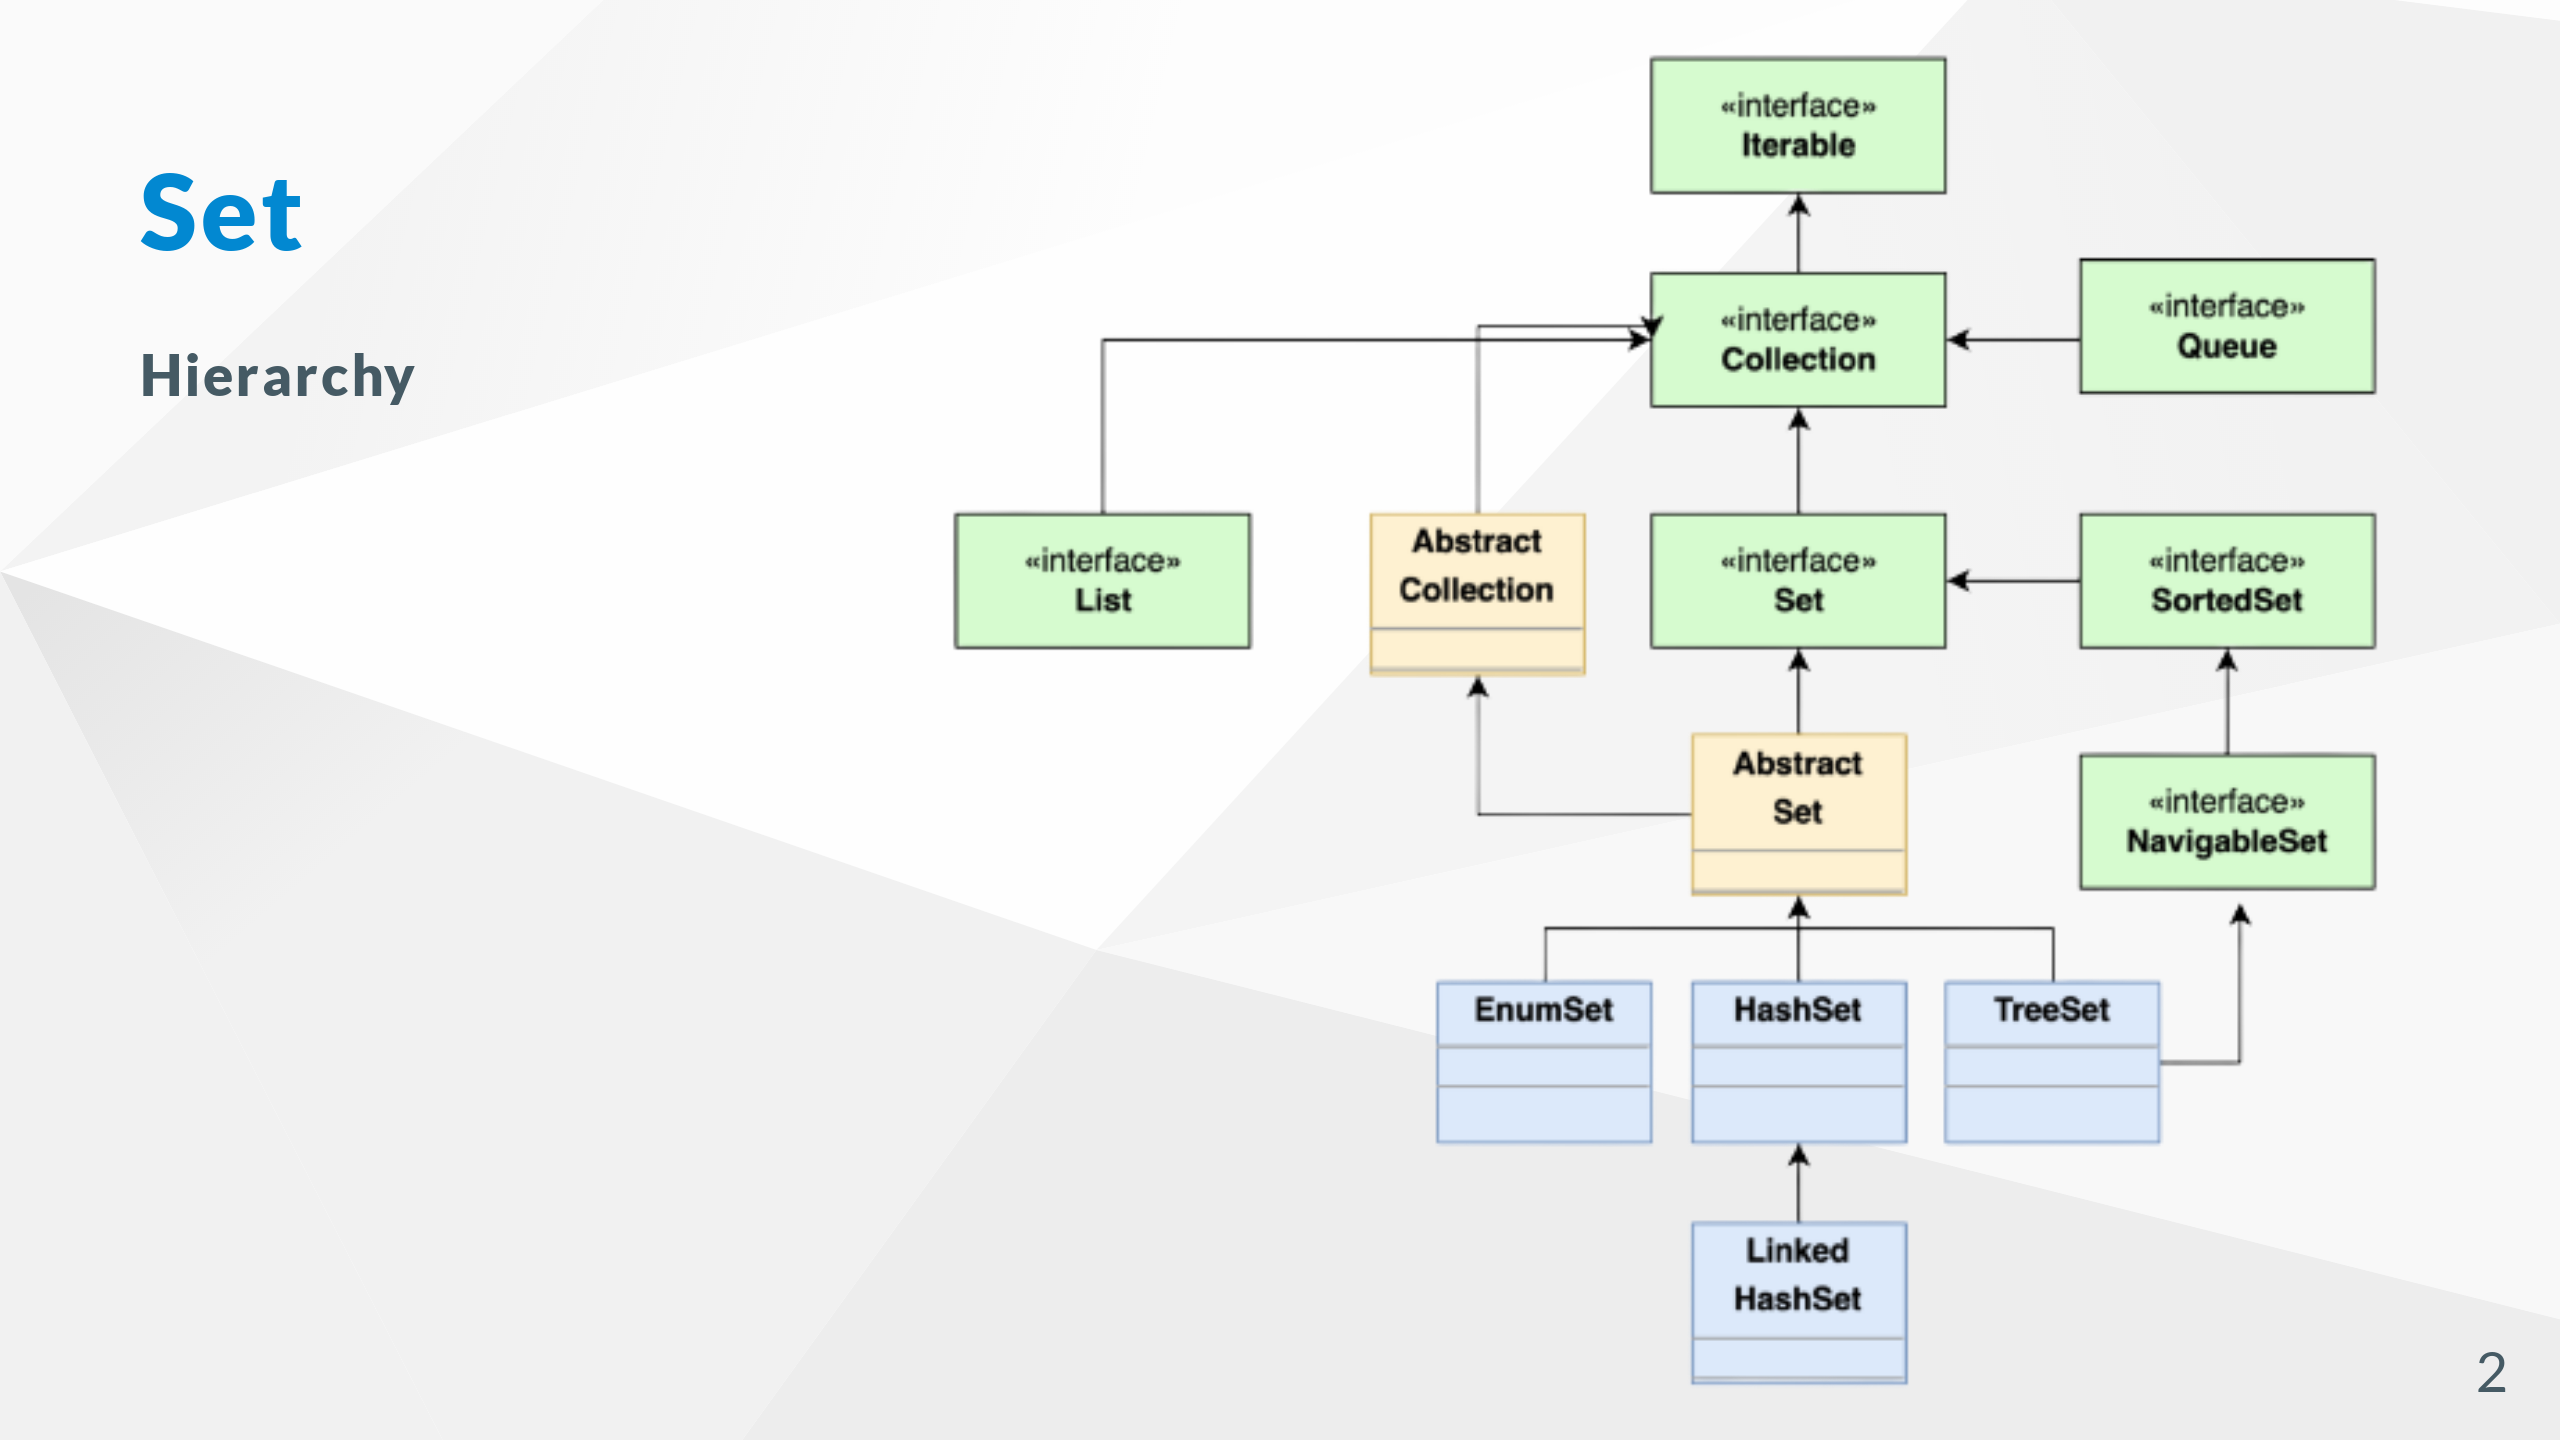 Set
Hierarchy
«interface»
Iterable
«interface»
Collection
«interface»
Queue
«interface»
List
Abstract
Collection
«interface»
Set
«interface»
SortedSet
Abstract
Set
«interface»
NavigableSet
EnumSet
HashSet
TreeSet
Linked
HashSet
2